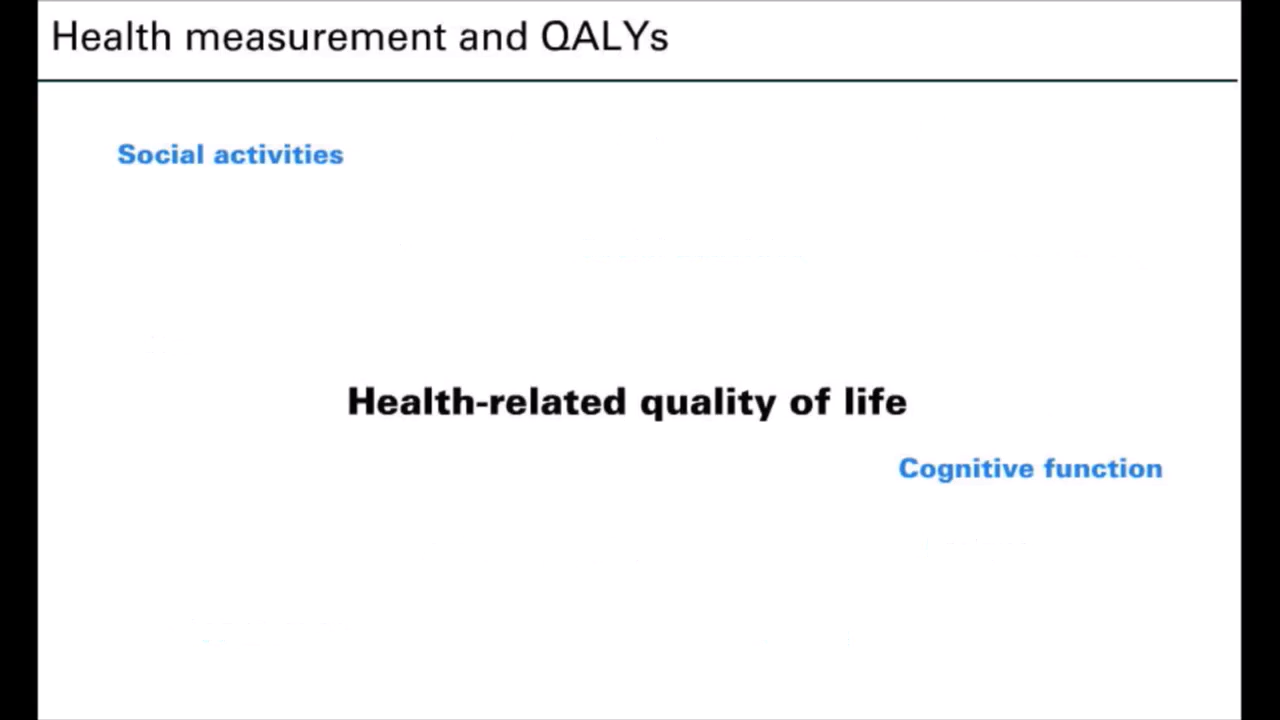 Health measurement and QALYs
Social activities
Health-related quality of life
Cognitive function